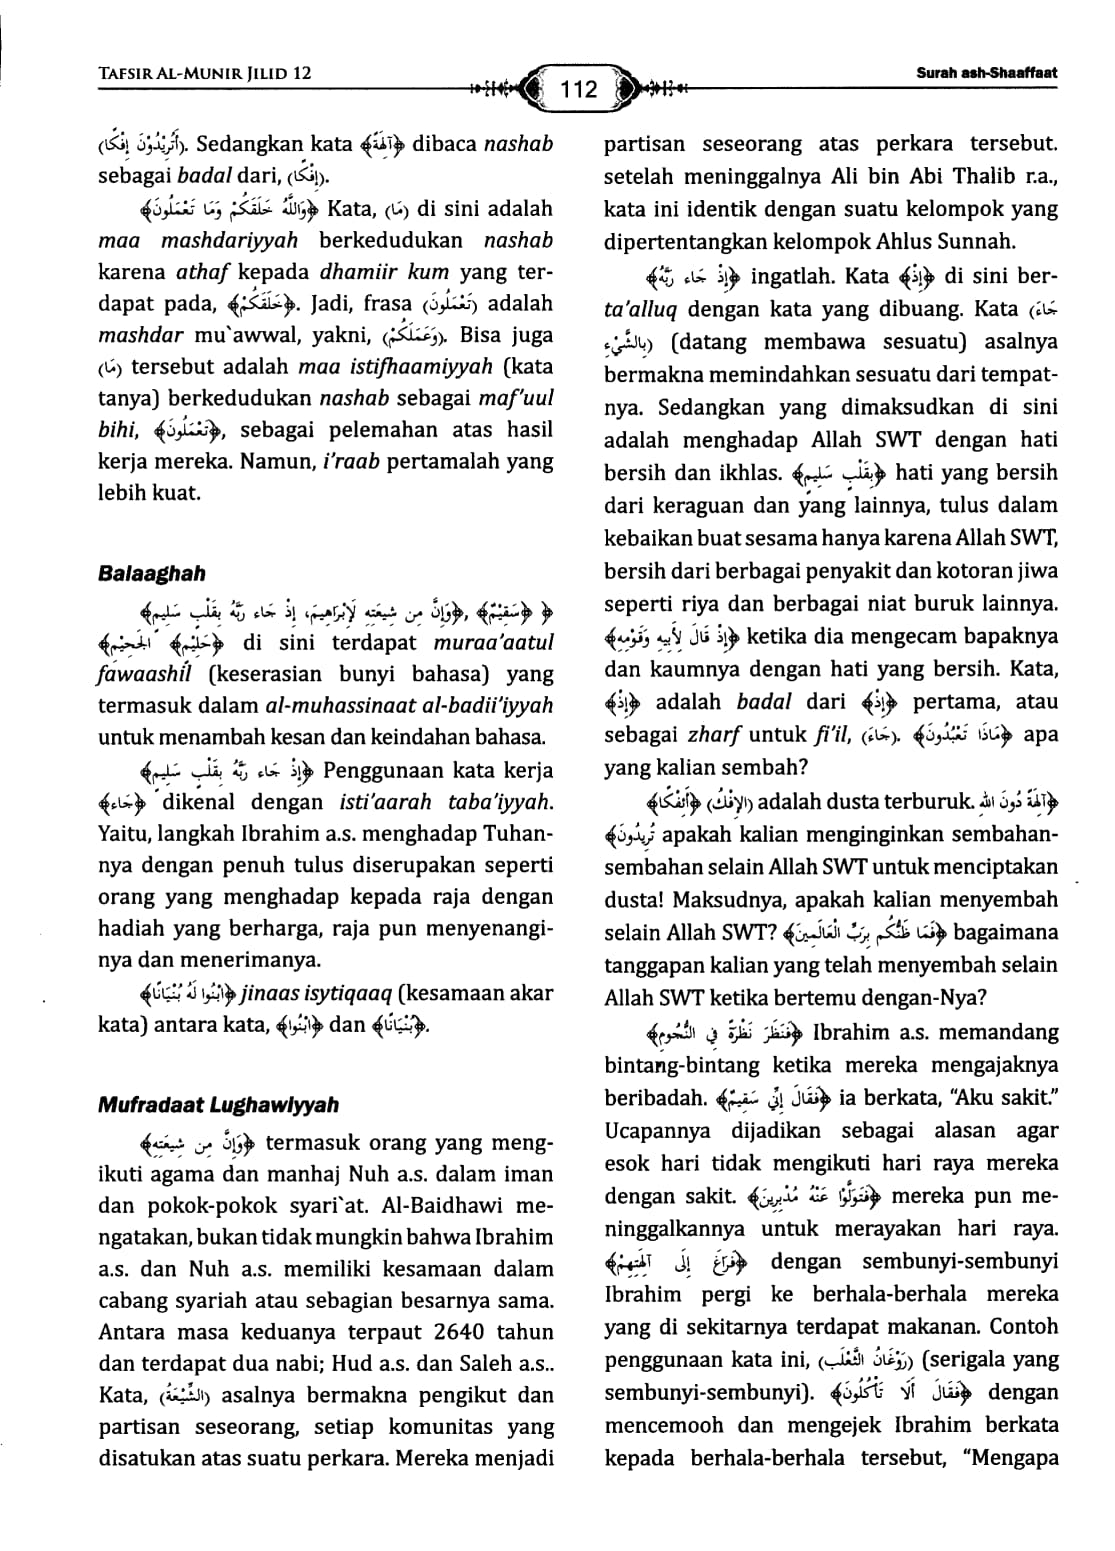 TAFSIR AL-MUNIR JILID 12
112
Surah ash-Shaaffaat
(أَتُرِيْدُوْنَ إِفْكًا). Sedangkan kata ﴿آلِهَةً﴾ dibaca nashab
sebagai badal dari, (إِفْكًا).
﴿وَاللَّهُ خَلَقَكُمْ وَمَا تَعْمَلُونَ﴾ Kata, (مَا) di sini adalah
maa mashdariyyah berkedudukan nashab
karena athaf kepada dhamiir kum yang ter-
dapat pada, ﴿خَلَقَكُمْ﴾. Jadi, frasa (تَعْمَلُونَ) adalah
mashdar mu`awwal, yakni, (وَعَمَلَكُمْ). Bisa juga
(مَا) tersebut adalah maa istifhaamiyyah (kata
tanya) berkedudukan nashab sebagai maf'uul
bihi, ﴿تَعْمَلُونَ﴾, sebagai pelemahan atas hasil
kerja mereka. Namun, i'raab pertamalah yang
lebih kuat.
Balaaghah
﴿وَإِنَّ مِن شِيعَتِهِ لَإِبْرَاهِيمَ، إِذْ جَاءَ رَبَّهُ بِقَلْبٍ سَلِيمٍ﴾, ﴿سَقِيْمٌ﴾ ﴿
الجَحِيْمِ﴾ ﴿حَلِيْمٍ﴾ di sini terdapat muraa'aatul
fawaashil (keserasian bunyi bahasa) yang
termasuk dalam al-muhassinaat al-badii'iyyah
untuk menambah kesan dan keindahan bahasa.
﴿إِذْ جَاءَ رَبَّهُ بِقَلْبٍ سَلِيمٍ﴾ Penggunaan kata kerja
﴿جَاءَ﴾ dikenal dengan isti'aarah taba'iyyah.
Yaitu, langkah Ibrahim a.s. menghadap Tuhan-
nya dengan penuh tulus diserupakan seperti
orang yang menghadap kepada raja dengan
hadiah yang berharga, raja pun menyenangi-
nya dan menerimanya.
﴿ابْنُوا لَهُ بُنْيَانًا﴾ jinaas isytiqaaq (kesamaan akar
kata) antara kata, ﴿ابْنُوا﴾ dan ﴿بُنْيَانًا﴾.
Mufradaat Lughawiyyah
﴿وَإِنَّ مِن شِيعَتِهِ﴾ termasuk orang yang meng-
ikuti agama dan manhaj Nuh a.s. dalam iman
dan pokok-pokok syari`at. Al-Baidhawi me-
ngatakan, bukan tidak mungkin bahwa Ibrahim
a.s. dan Nuh a.s. memiliki kesamaan dalam
cabang syariah atau sebagian besarnya sama.
Antara masa keduanya terpaut 2640 tahun
dan terdapat dua nabi; Hud a.s. dan Saleh a.s..
Kata, (الشِّيْعَةُ) asalnya bermakna pengikut dan
partisan seseorang, setiap komunitas yang
disatukan atas suatu perkara. Mereka menjadi
partisan seseorang atas perkara tersebut.
setelah meninggalnya Ali bin Abi Thalib r.a.,
kata ini identik dengan suatu kelompok yang
dipertentangkan kelompok Ahlus Sunnah.
﴿إِذْ جَاءَ رَبَّهُ﴾ ingatlah. Kata ﴿إِذْ﴾ di sini ber-
ta'alluq dengan kata yang dibuang. Kata (جَاءَ
بِالشَّيْءِ) (datang membawa sesuatu) asalnya
bermakna memindahkan sesuatu dari tempat-
nya. Sedangkan yang dimaksudkan di sini
adalah menghadap Allah SWT dengan hati
bersih dan ikhlas. ﴿بِقَلْبٍ سَلِيمٍ﴾ hati yang bersih
dari keraguan dan yang lainnya, tulus dalam
kebaikan buat sesama hanya karena Allah SWT,
bersih dari berbagai penyakit dan kotoran jiwa
seperti riya dan berbagai niat buruk lainnya.
﴿إِذْ قَالَ لِأَبِيهِ وَقَوْمِهِ﴾ ketika dia mengecam bapaknya
dan kaumnya dengan hati yang bersih. Kata,
﴿إِذْ﴾ adalah badal dari ﴿إِذْ﴾ pertama, atau
sebagai zharf untuk fi'il, (جَاءَ). ﴿مَاذَا تَعْبُدُونَ﴾ apa
yang kalian sembah?
﴿أَئِفْكًا﴾ (الإِفْكُ) adalah dusta terburuk. ﴿آلِهَةً دُونَ اللهِ
تُرِيدُونَ﴾ apakah kalian menginginkan sembahan-
sembahan selain Allah SWT untuk menciptakan
dusta! Maksudnya, apakah kalian menyembah
selain Allah SWT? ﴿فَمَا ظَنُّكُم بِرَبِّ الْعَالَمِينَ﴾ bagaimana
tanggapan kalian yang telah menyembah selain
Allah SWT ketika bertemu dengan-Nya?
﴿فَنَظَرَ نَظْرَةً فِي النُّجُومِ﴾ Ibrahim a.s. memandang
bintang-bintang ketika mereka mengajaknya
beribadah. ﴿فَقَالَ إِنِّي سَقِيمٌ﴾ ia berkata, “Aku sakit.”
Ucapannya dijadikan sebagai alasan agar
esok hari tidak mengikuti hari raya mereka
dengan sakit. ﴿فَتَوَلَّوْا عَنْهُ مُدْبِرِينَ﴾ mereka pun me-
ninggalkannya untuk merayakan hari raya.
﴿فَرَاغَ إِلَى آلِهَتِهِمْ﴾ dengan sembunyi-sembunyi
Ibrahim pergi ke berhala-berhala mereka
yang di sekitarnya terdapat makanan. Contoh
penggunaan kata ini, (رَوْغَانُ الثَّعْلَبِ) (serigala yang
sembunyi-sembunyi). ﴿فَقَالَ أَلَا تَأْكُلُونَ﴾ dengan
mencemooh dan mengejek Ibrahim berkata
kepada berhala-berhala tersebut, “Mengapa